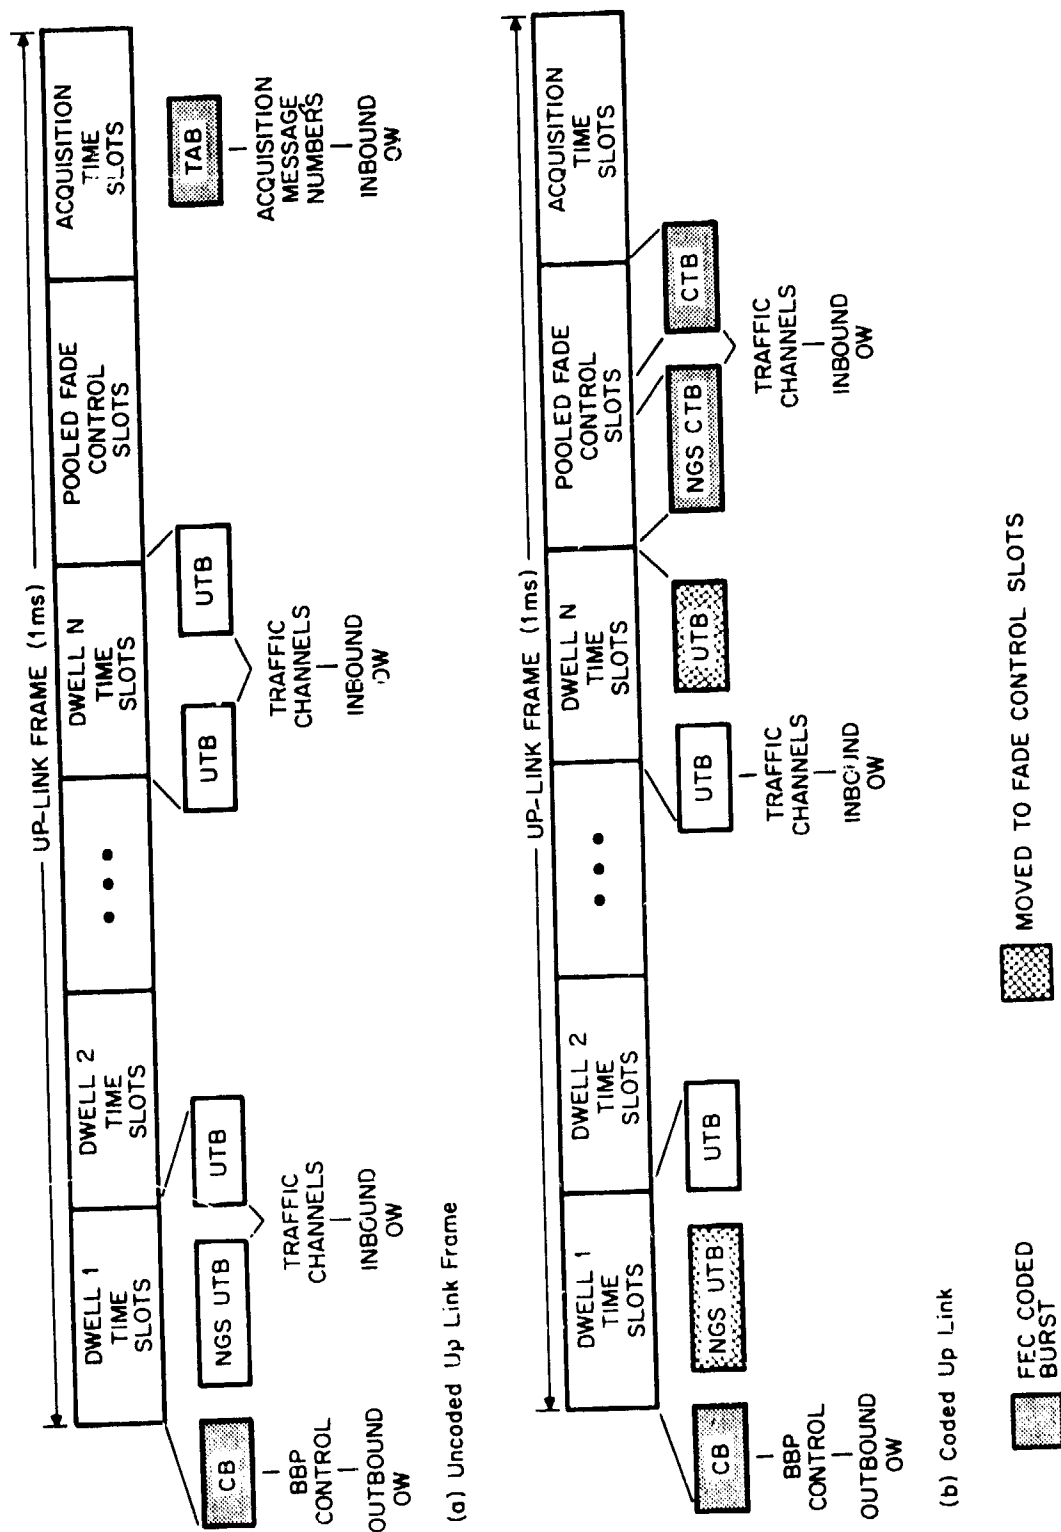 UP-LINK FRAME (1ms)
DWELL 1
TIME
SLOTS
DWELL 2
TIME
SLOTS
DWELL N
TIME
SLOTS
POOLED FADE
CONTROL
SLOTS
ACQUISITION
TIME
SLOTS
CB
BBP
CONTROL
OUTBOUND
OW
NGS UTB
UTB
TRAFFIC
CHANNELS
INBOUND
OW
UTB
UTB
TRAFFIC
CHANNELS
INBOUND
OW
TAB
ACQUISITION
MESSAGE
NUMBERS
INBOUND
OW
(a) Uncoded Up Link Frame
UP-LINK FRAME (1ms)
DWELL 1
TIME
SLOTS
DWELL 2
TIME
SLOTS
DWELL N
TIME
SLOTS
POOLED FADE
CONTROL
SLOTS
ACQUISITION
TIME
SLOTS
CB
BBP
CONTROL
OUTBOUND
OW
NGS UTB
UTB
UTB
TRAFFIC
CHANNELS
INBOUND
OW
UTB
NGS CTB
CTB
TRAFFIC
CHANNELS
INBOUND
OW
(b) Coded Up Link
FEC CODED
BURST
MOVED TO FADE CONTROL SLOTS